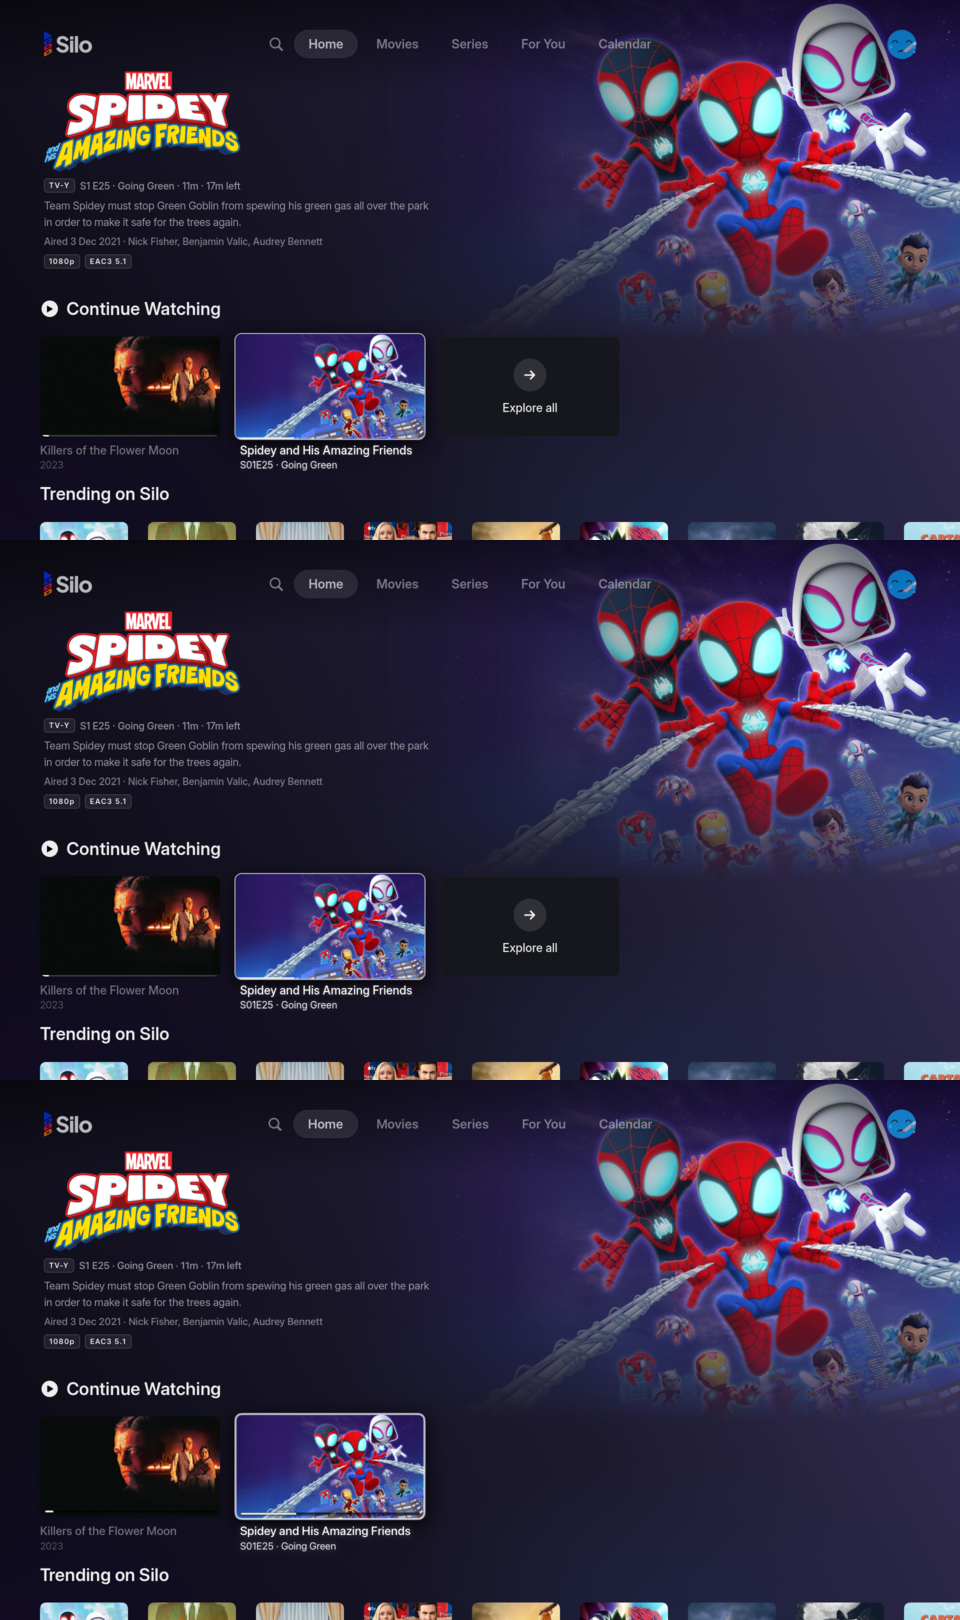 Silo
Home Movies Series For You Calendar
MARVEL
SPIDEY
and his AMAZING FRIENDS
TV-Y S1 E25 · Going Green · 11m · 17m left
Team Spidey must stop Green Goblin from spewing his green gas all over the park
in order to make it safe for the trees again.
Aired 3 Dec 2021 · Nick Fisher, Benjamin Valic, Audrey Bennett
1080p EAC3 5.1
Continue Watching
Explore all
Killers of the Flower Moon
2023
Spidey and His Amazing Friends
S01E25 · Going Green
Trending on Silo
Silo
Home Movies Series For You Calendar
MARVEL
SPIDEY
and his AMAZING FRIENDS
TV-Y S1 E25 · Going Green · 11m · 17m left
Team Spidey must stop Green Goblin from spewing his green gas all over the park
in order to make it safe for the trees again.
Aired 3 Dec 2021 · Nick Fisher, Benjamin Valic, Audrey Bennett
1080p EAC3 5.1
Continue Watching
Explore all
Killers of the Flower Moon
2023
Spidey and His Amazing Friends
S01E25 · Going Green
Trending on Silo
Silo
Home Movies Series For You Calendar
MARVEL
SPIDEY
and his AMAZING FRIENDS
TV-Y S1 E25 · Going Green · 11m · 17m left
Team Spidey must stop Green Goblin from spewing his green gas all over the park
in order to make it safe for the trees again.
Aired 3 Dec 2021 · Nick Fisher, Benjamin Valic, Audrey Bennett
1080p EAC3 5.1
Continue Watching
Killers of the Flower Moon
2023
Spidey and His Amazing Friends
S01E25 · Going Green
Trending on Silo